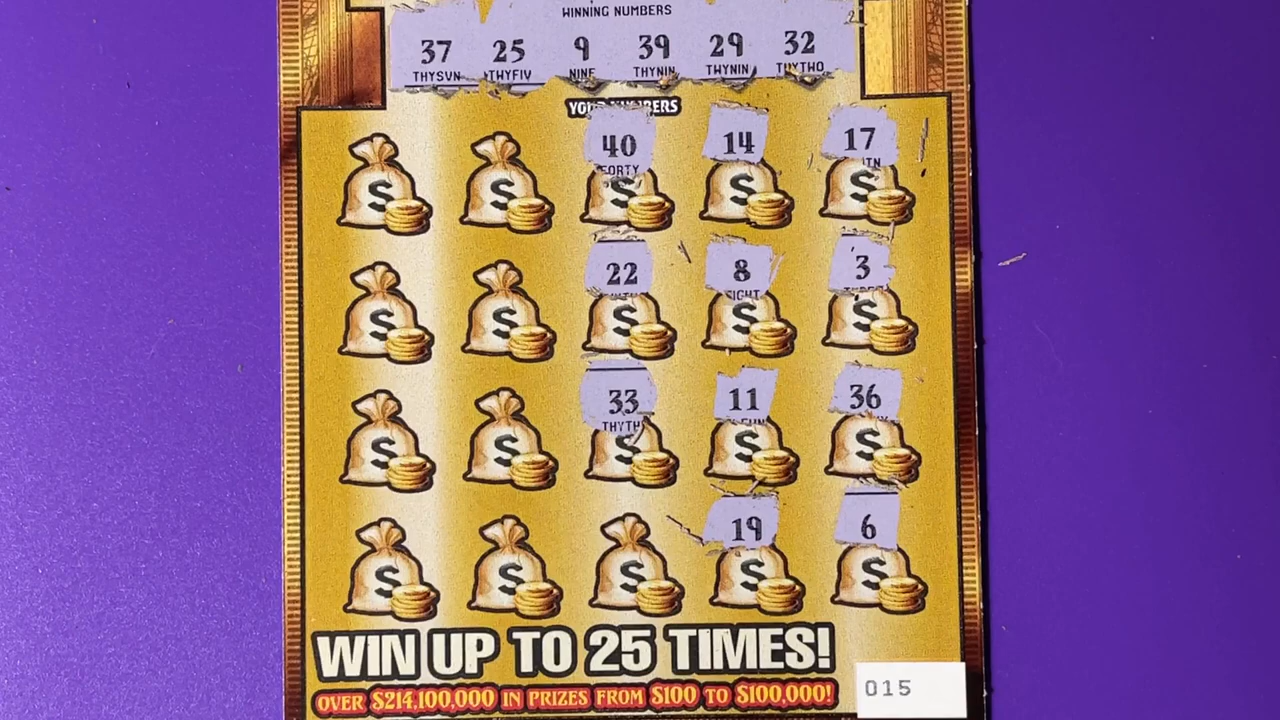 WINNING NUMBERS
37 25 9 39 29 32
THYSVN TWYFIV NINE THYNIN TWYNIN THYTWO
YOUR NUMBERS
40 14 17
FORTY
22 8 3
EIGHT
33 11 36
THYTH
19 6
WIN UP TO 25 TIMES!
OVER $214,100,000 IN PRIZES FROM $100 TO $100,000!
015